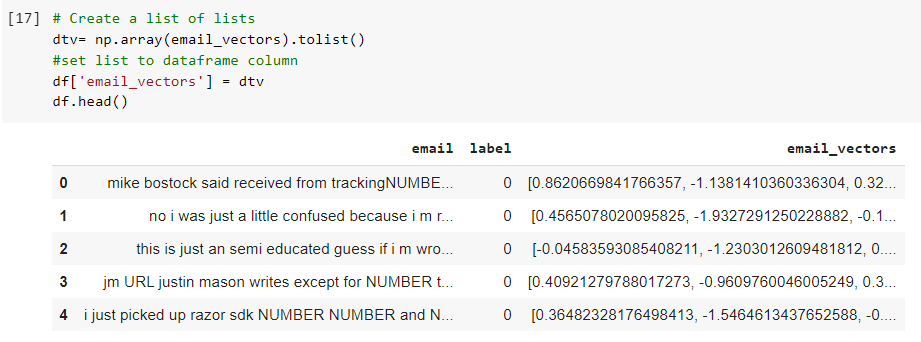 [17] # Create a list of lists
dtv= np.array(email_vectors).tolist()
#set list to dataframe column
df['email_vectors'] = dtv
df.head()
email label email_vectors
0 mike bostock said received from trackingNUMBE... 0 [0.8620669841766357, -1.1381410360336304, 0.32...
1 no i was just a little confused because i m r... 0 [0.4565078020095825, -1.9327291250228882, -0.1...
2 this is just an semi educated guess if i m wro... 0 [-0.04583593085408211, -1.2303012609481812, 0....
3 jm URL justin mason writes except for NUMBER t... 0 [0.40921279788017273, -0.9609760046005249, 0.3...
4 i just picked up razor sdk NUMBER NUMBER and N... 0 [0.36482328176498413, -1.5464613437652588, -0....